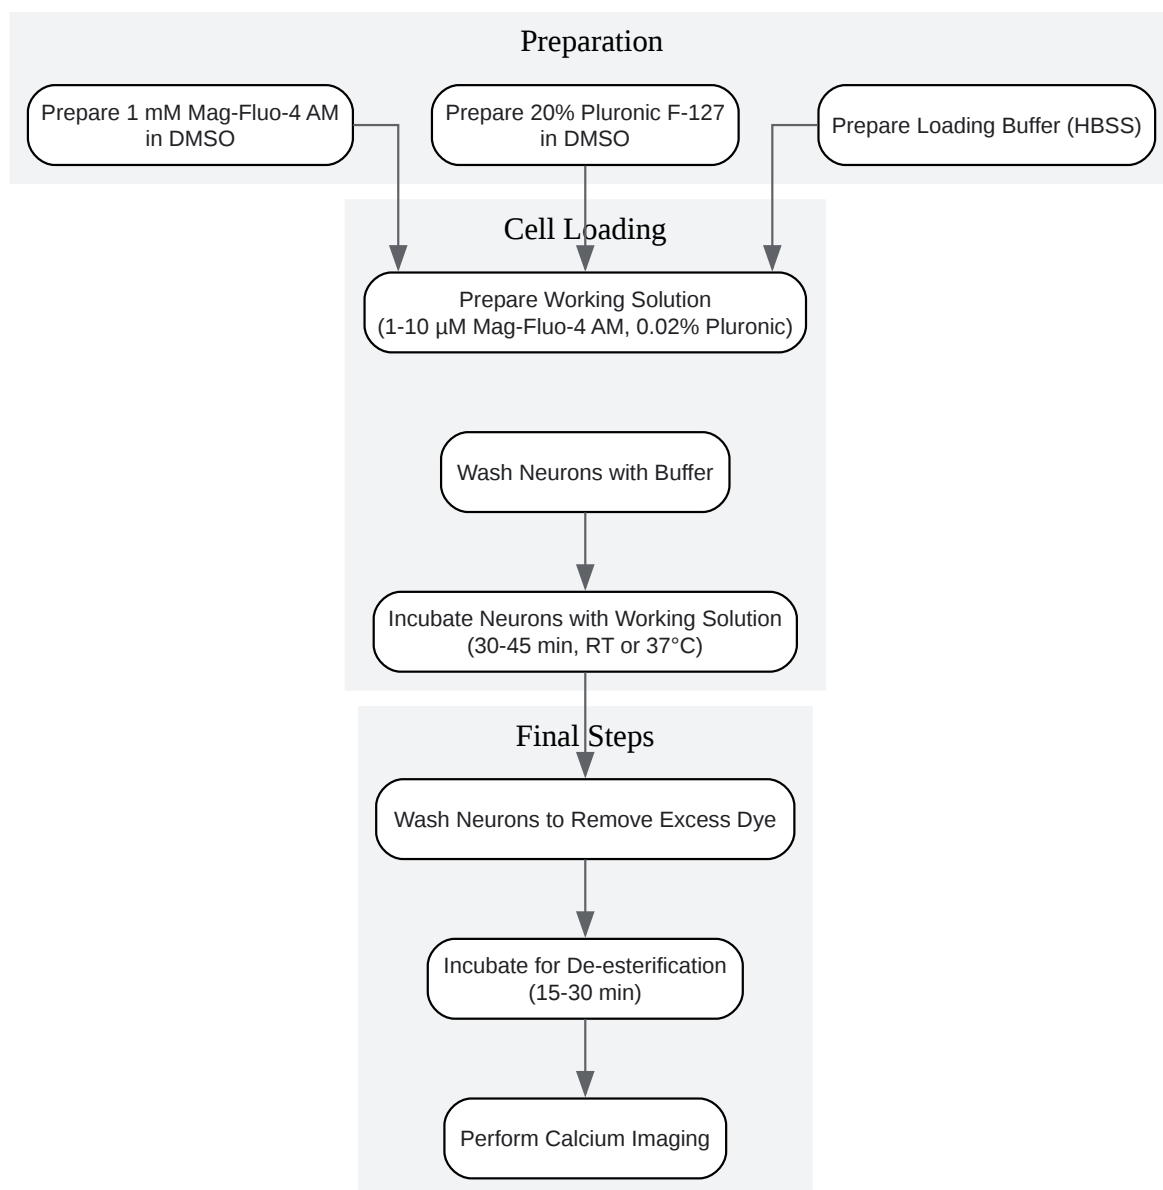 Preparation
Prepare 1 mM Mag-Fluo-4 AM
in DMSO
Prepare 20% Pluronic F-127
in DMSO
Prepare Loading Buffer (HBSS)
Cell Loading
Prepare Working Solution
(1-10 µM Mag-Fluo-4 AM, 0.02% Pluronic)
Wash Neurons with Buffer
Incubate Neurons with Working Solution
(30-45 min, RT or 37°C)
Final Steps
Wash Neurons to Remove Excess Dye
Incubate for De-esterification
(15-30 min)
Perform Calcium Imaging